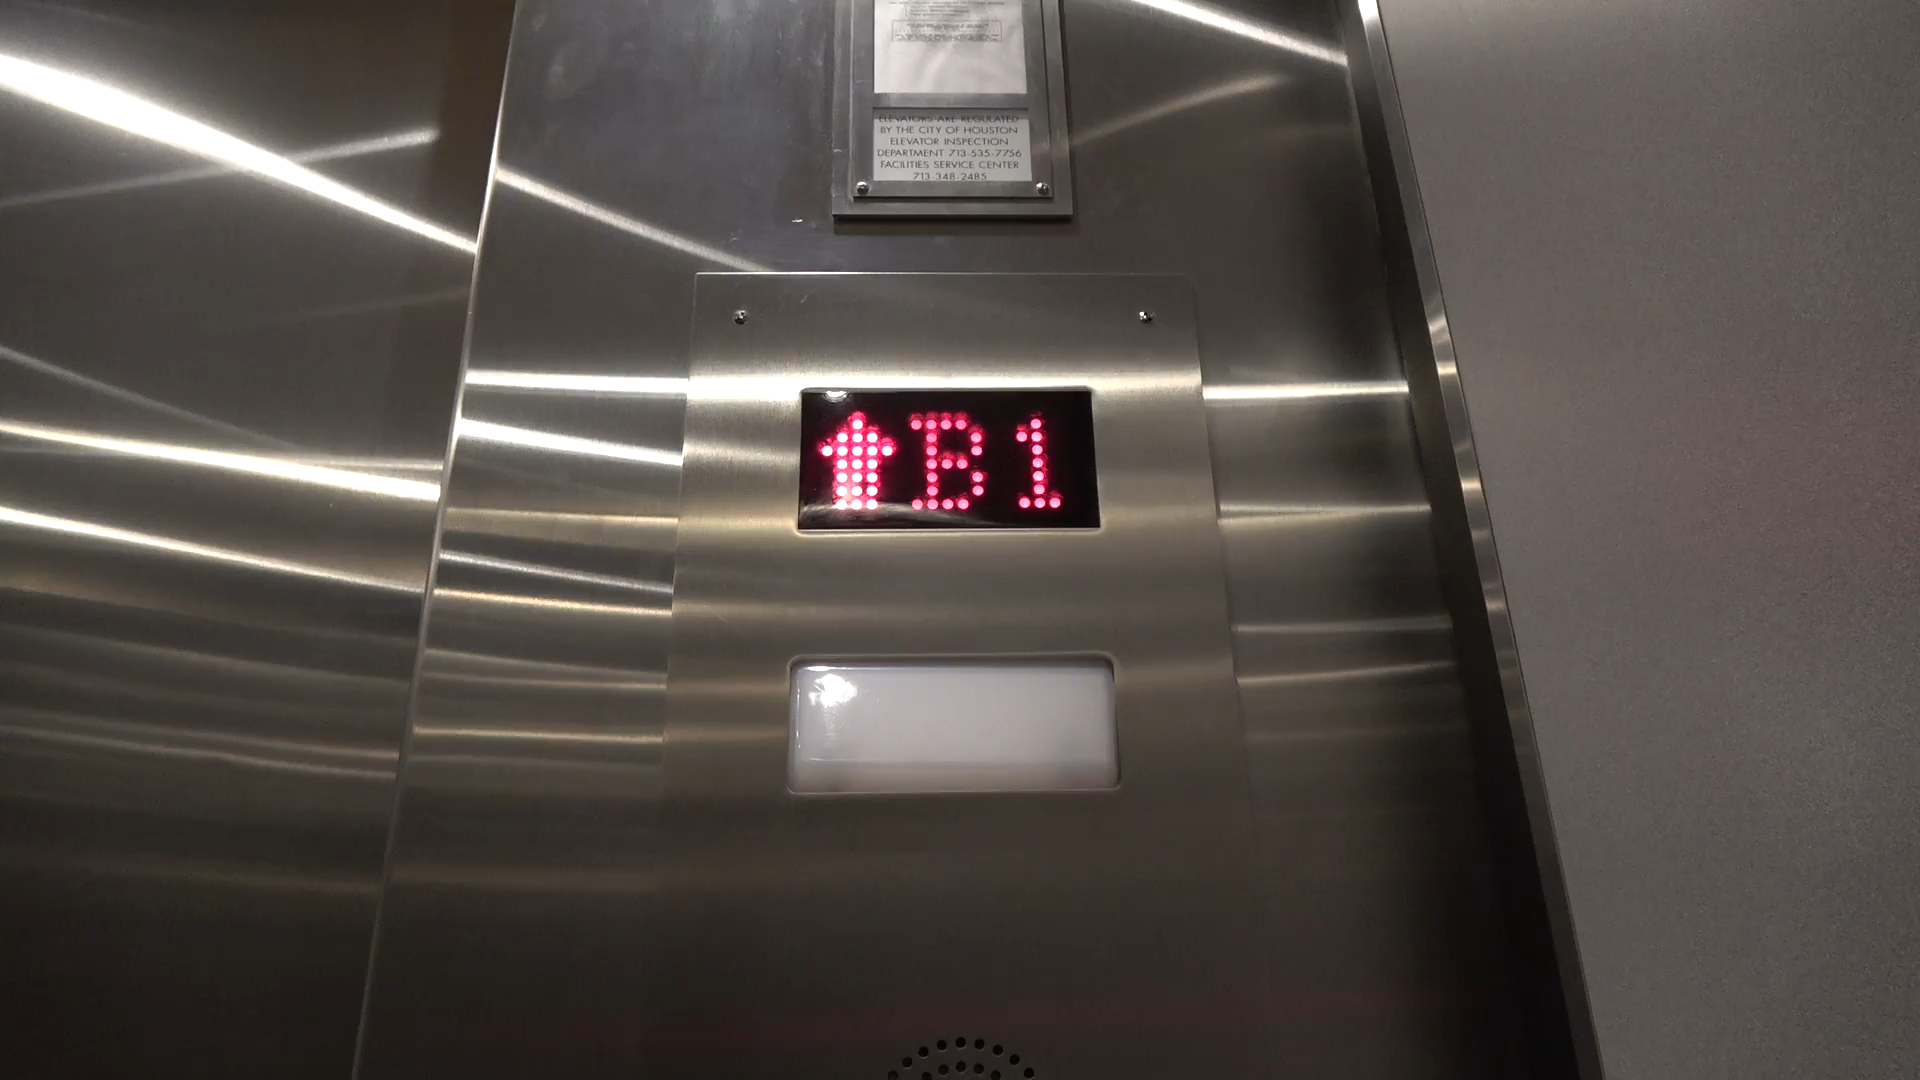 ELEVATORS ARE REGULATED
BY THE CITY OF HOUSTON
ELEVATOR INSPECTION
DEPARTMENT 713-535-7756
FACILITIES SERVICE CENTER
713-348-2485
⬆B1